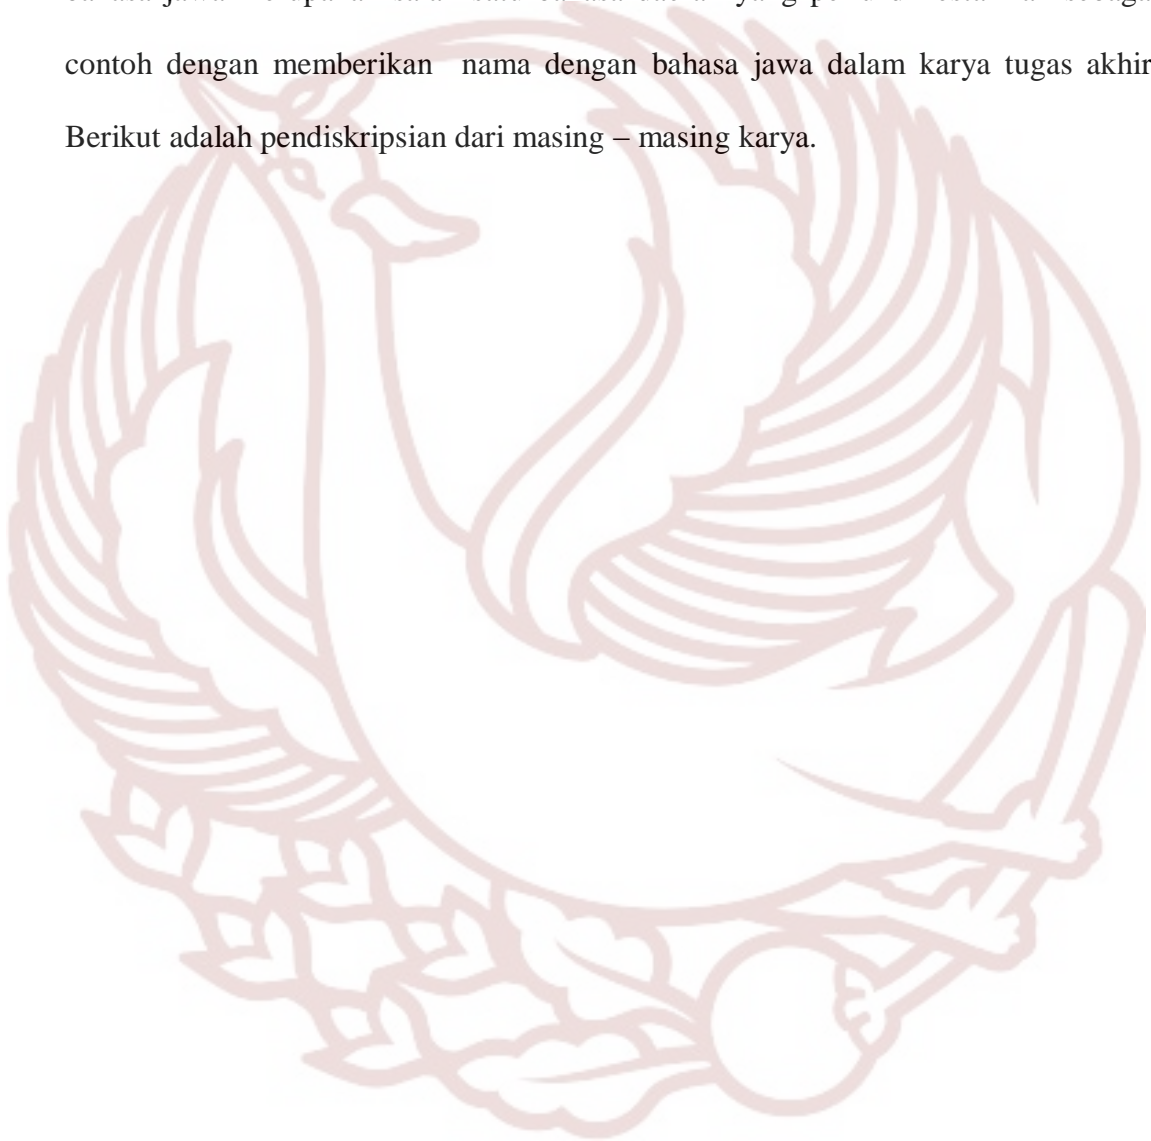 contoh dengan memberikan nama dengan bahasa jawa dalam karya tugas akhir
Berikut adalah pendiskripsian dari masing – masing karya.